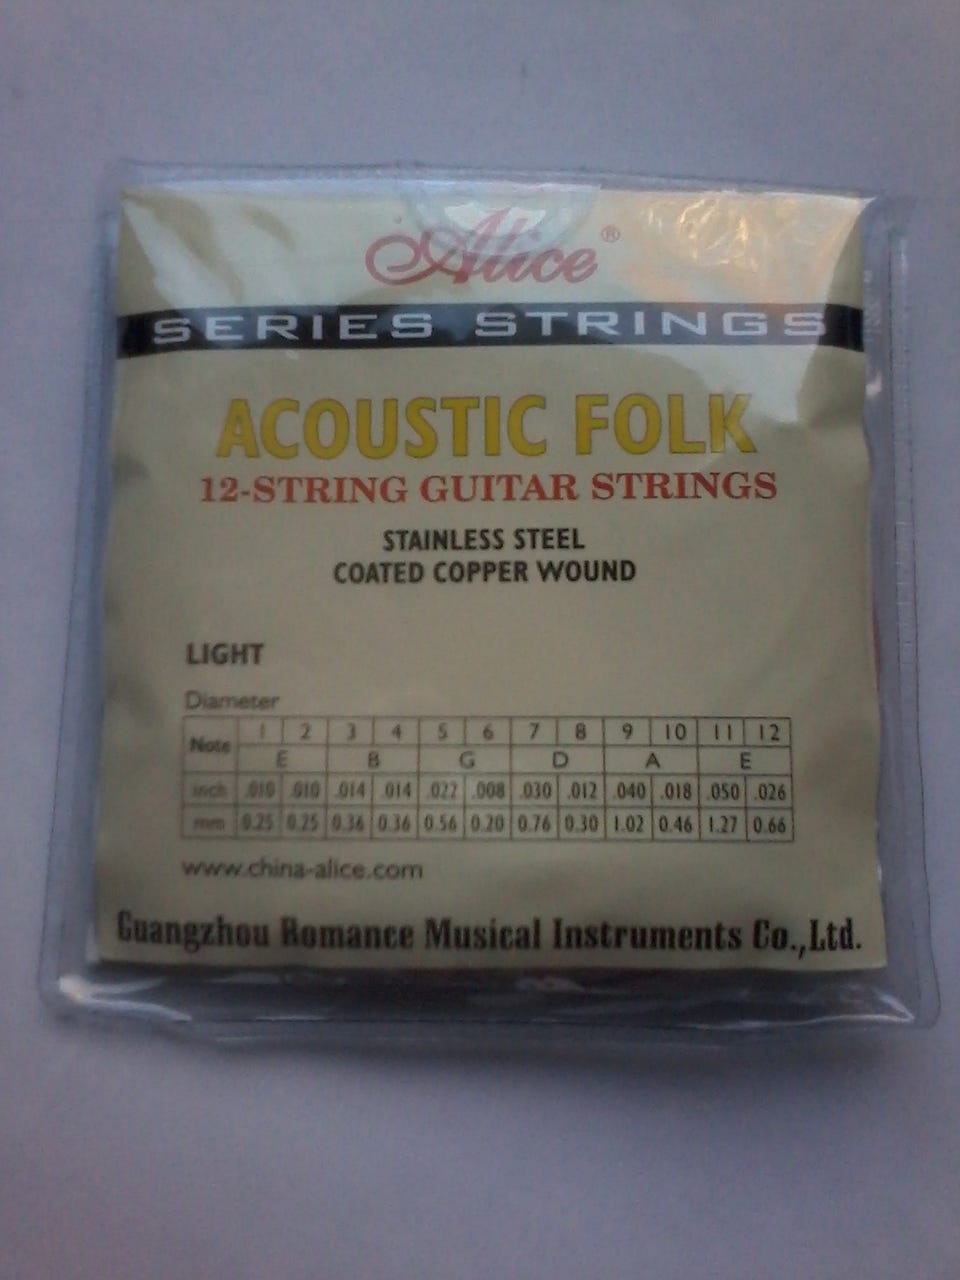 Alice®
SERIES STRINGS
ACOUSTIC FOLK
12-STRING GUITAR STRINGS
STAINLESS STEEL
COATED COPPER WOUND
LIGHT
Diameter
Note 1 2 3 4 5 6 7 8 9 10 11 12
E B G D A E
inch .010 .010 .014 .014 .022 .008 .030 .012 .040 .018 .050 .026
mm 0.25 0.25 0.36 0.36 0.56 0.20 0.76 0.30 1.02 0.46 1.27 0.66
www.china-alice.com
Guangzhou Romance Musical Instruments Co.,Ltd.